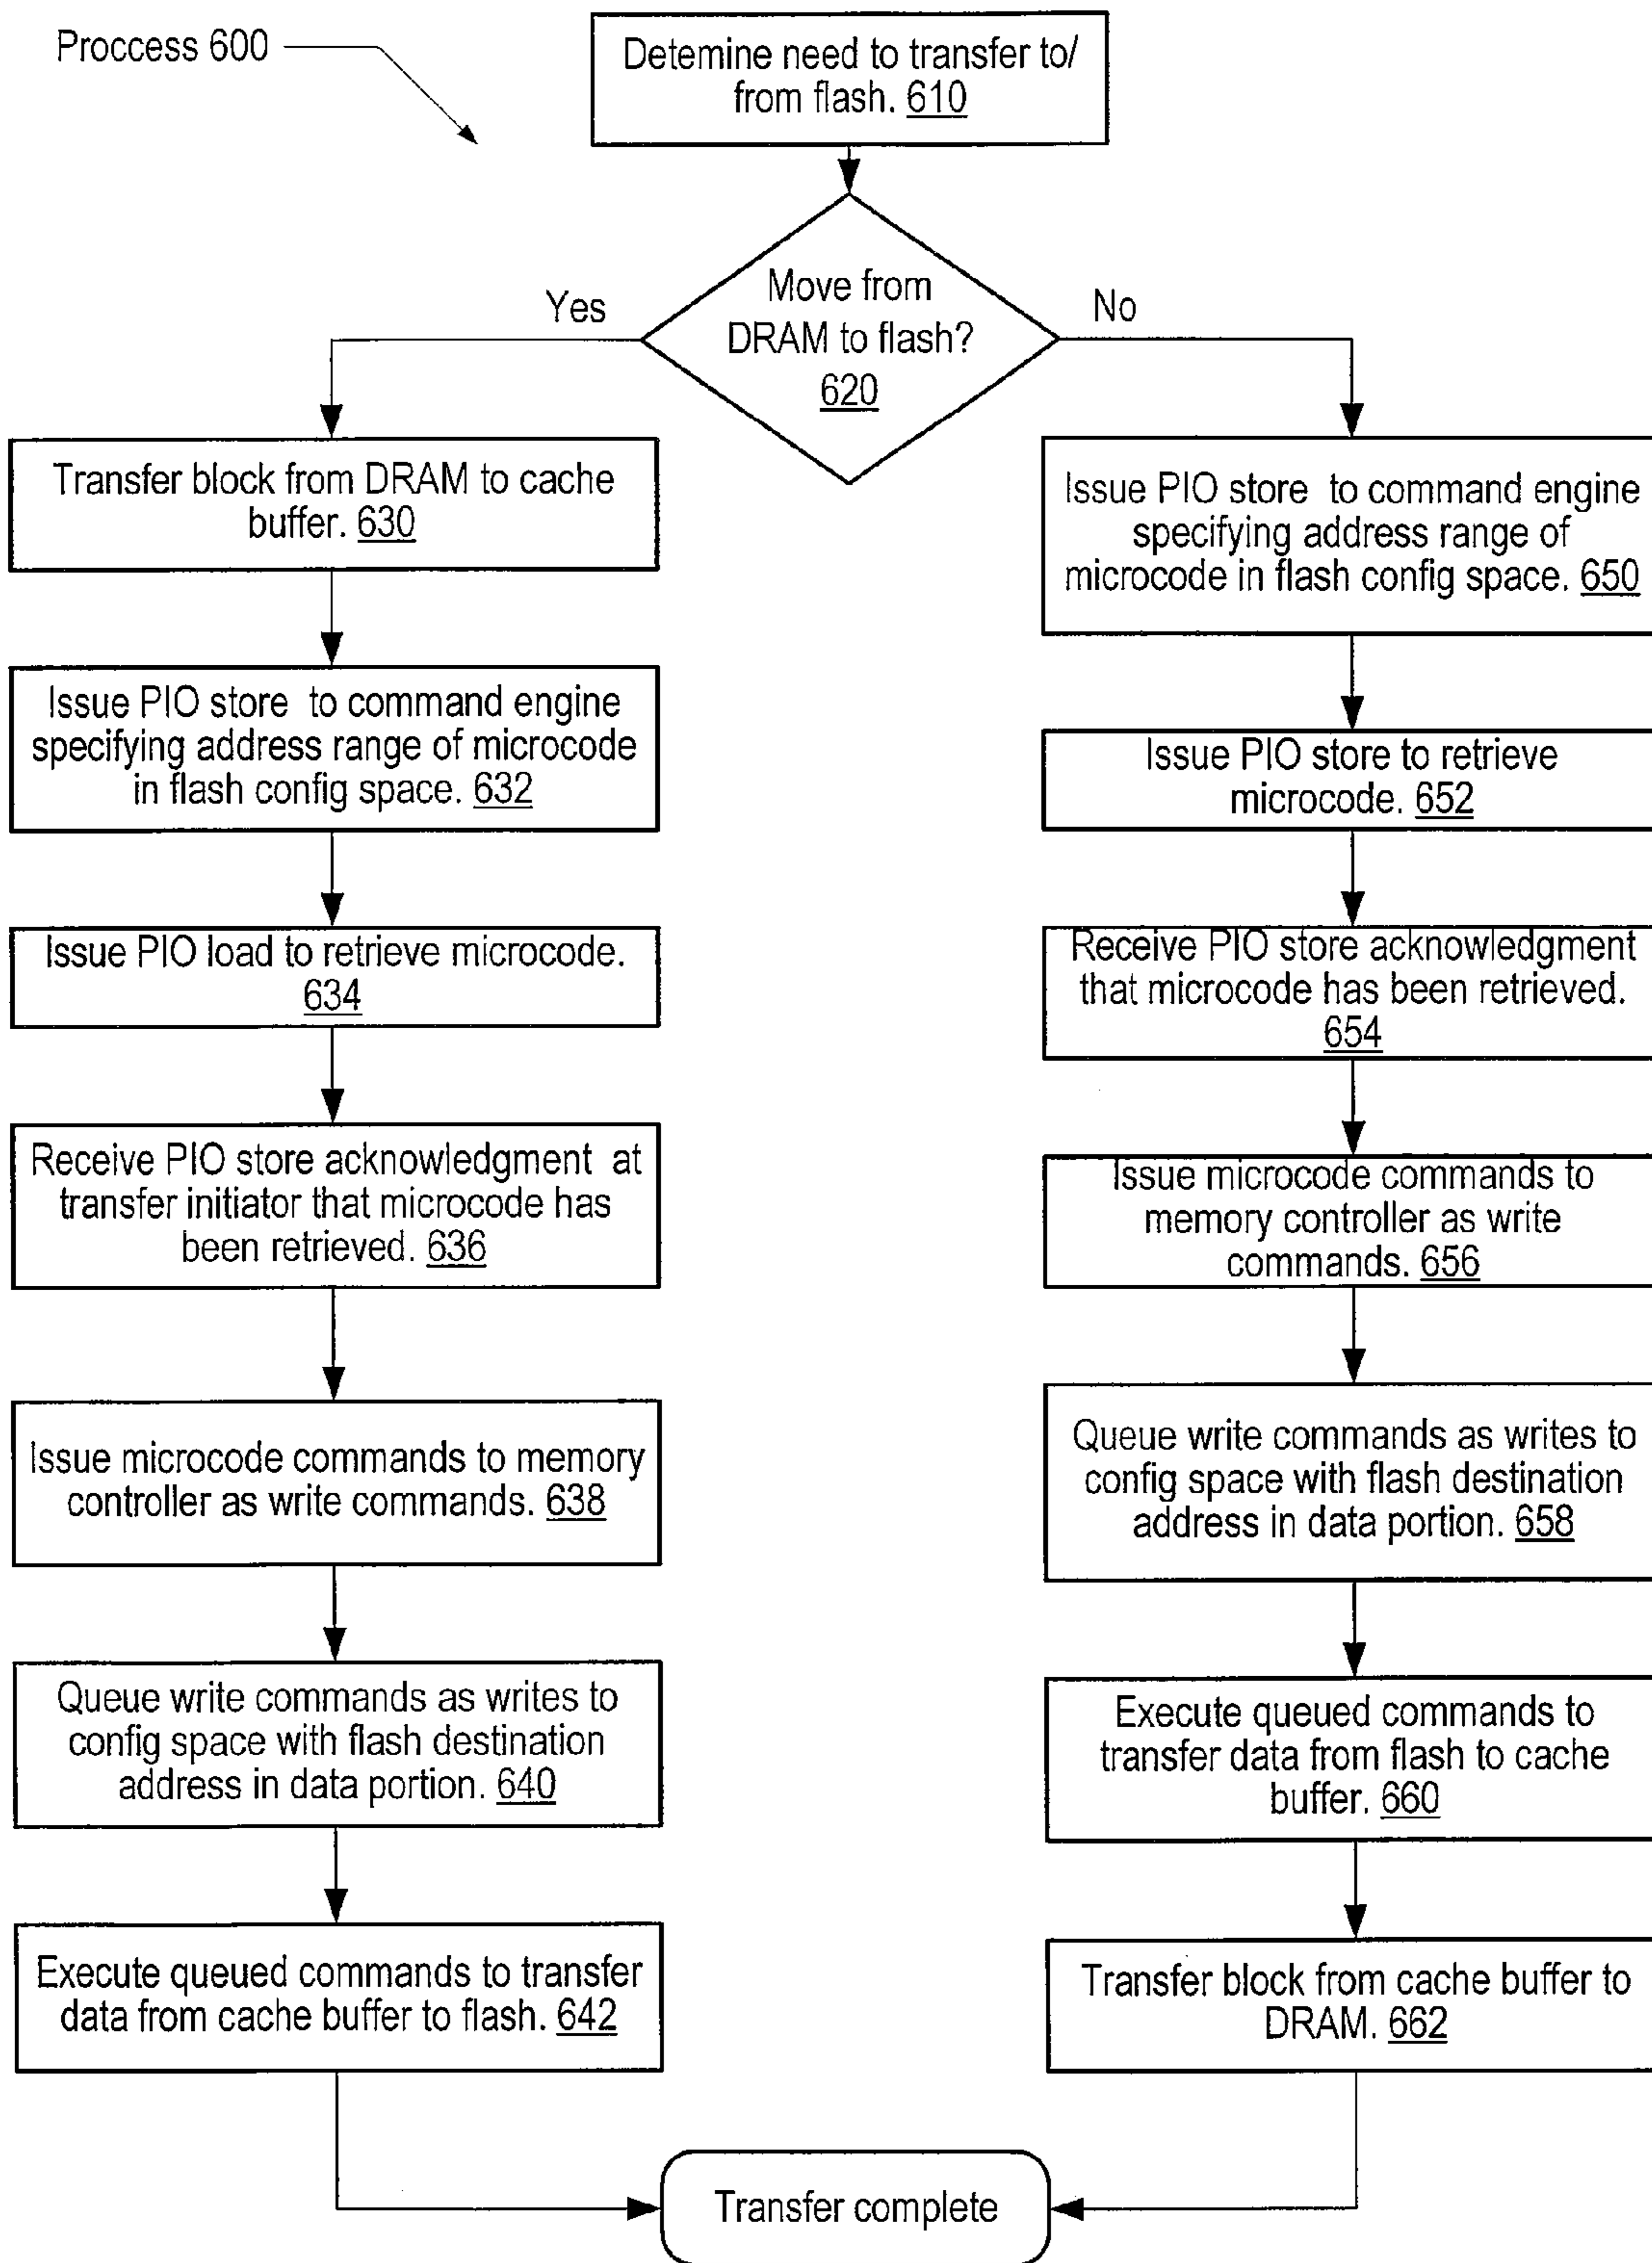 Proccess 600
Detemine need to transfer to/
from flash. 610
Move from
DRAM to flash?
620
Yes
No
Transfer block from DRAM to cache
buffer. 630
Issue PIO store to command engine
specifying address range of microcode
in flash config space. 632
Issue PIO load to retrieve microcode.
634
Receive PIO store acknowledgment at
transfer initiator that microcode has
been retrieved. 636
Issue microcode commands to memory
controller as write commands. 638
Queue write commands as writes to
config space with flash destination
address in data portion. 640
Execute queued commands to transfer
data from cache buffer to flash. 642
Issue PIO store to command engine
specifying address range of
microcode in flash config space. 650
Issue PIO store to retrieve
microcode. 652
Receive PIO store acknowledgment
that microcode has been retrieved.
654
Issue microcode commands to
memory controller as write
commands. 656
Queue write commands as writes to
config space with flash destination
address in data portion. 658
Execute queued commands to
transfer data from flash to cache
buffer. 660
Transfer block from cache buffer to
DRAM. 662
Transfer complete